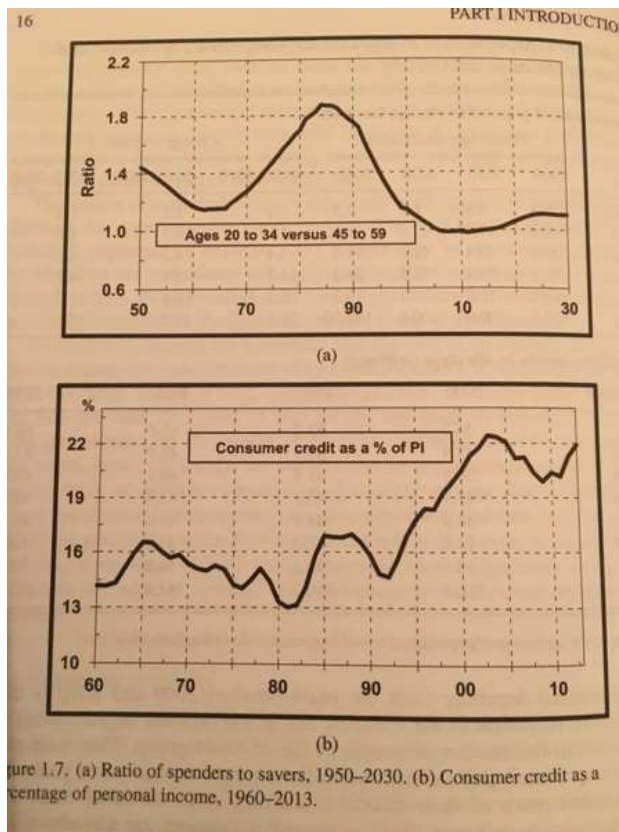 16
PART I INTRODUCTIO
2.2
1.8
1.4
1.0
0.6
Ratio
Ages 20 to 34 versus 45 to 59
50 70 90 10 30
(a)
%
22
19
16
13
10
Consumer credit as a % of PI
60 70 80 90 00 10
(b)
gure 1.7. (a) Ratio of spenders to savers, 1950–2030. (b) Consumer credit as a
rcentage of personal income, 1960–2013.